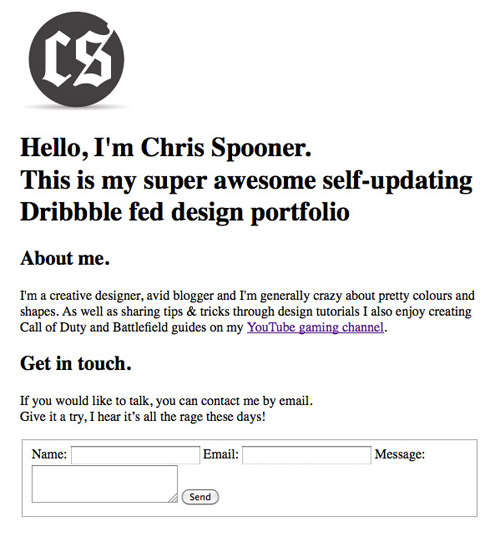 CS
Hello, I'm Chris Spooner.
This is my super awesome self-updating
Dribbble fed design portfolio
About me.
I'm a creative designer, avid blogger and I'm generally crazy about pretty colours and
shapes. As well as sharing tips & tricks through design tutorials I also enjoy creating
Call of Duty and Battlefield guides on my YouTube gaming channel.
Get in touch.
If you would like to talk, you can contact me by email.
Give it a try, I hear it’s all the rage these days!
Name: Email: Message:
Send